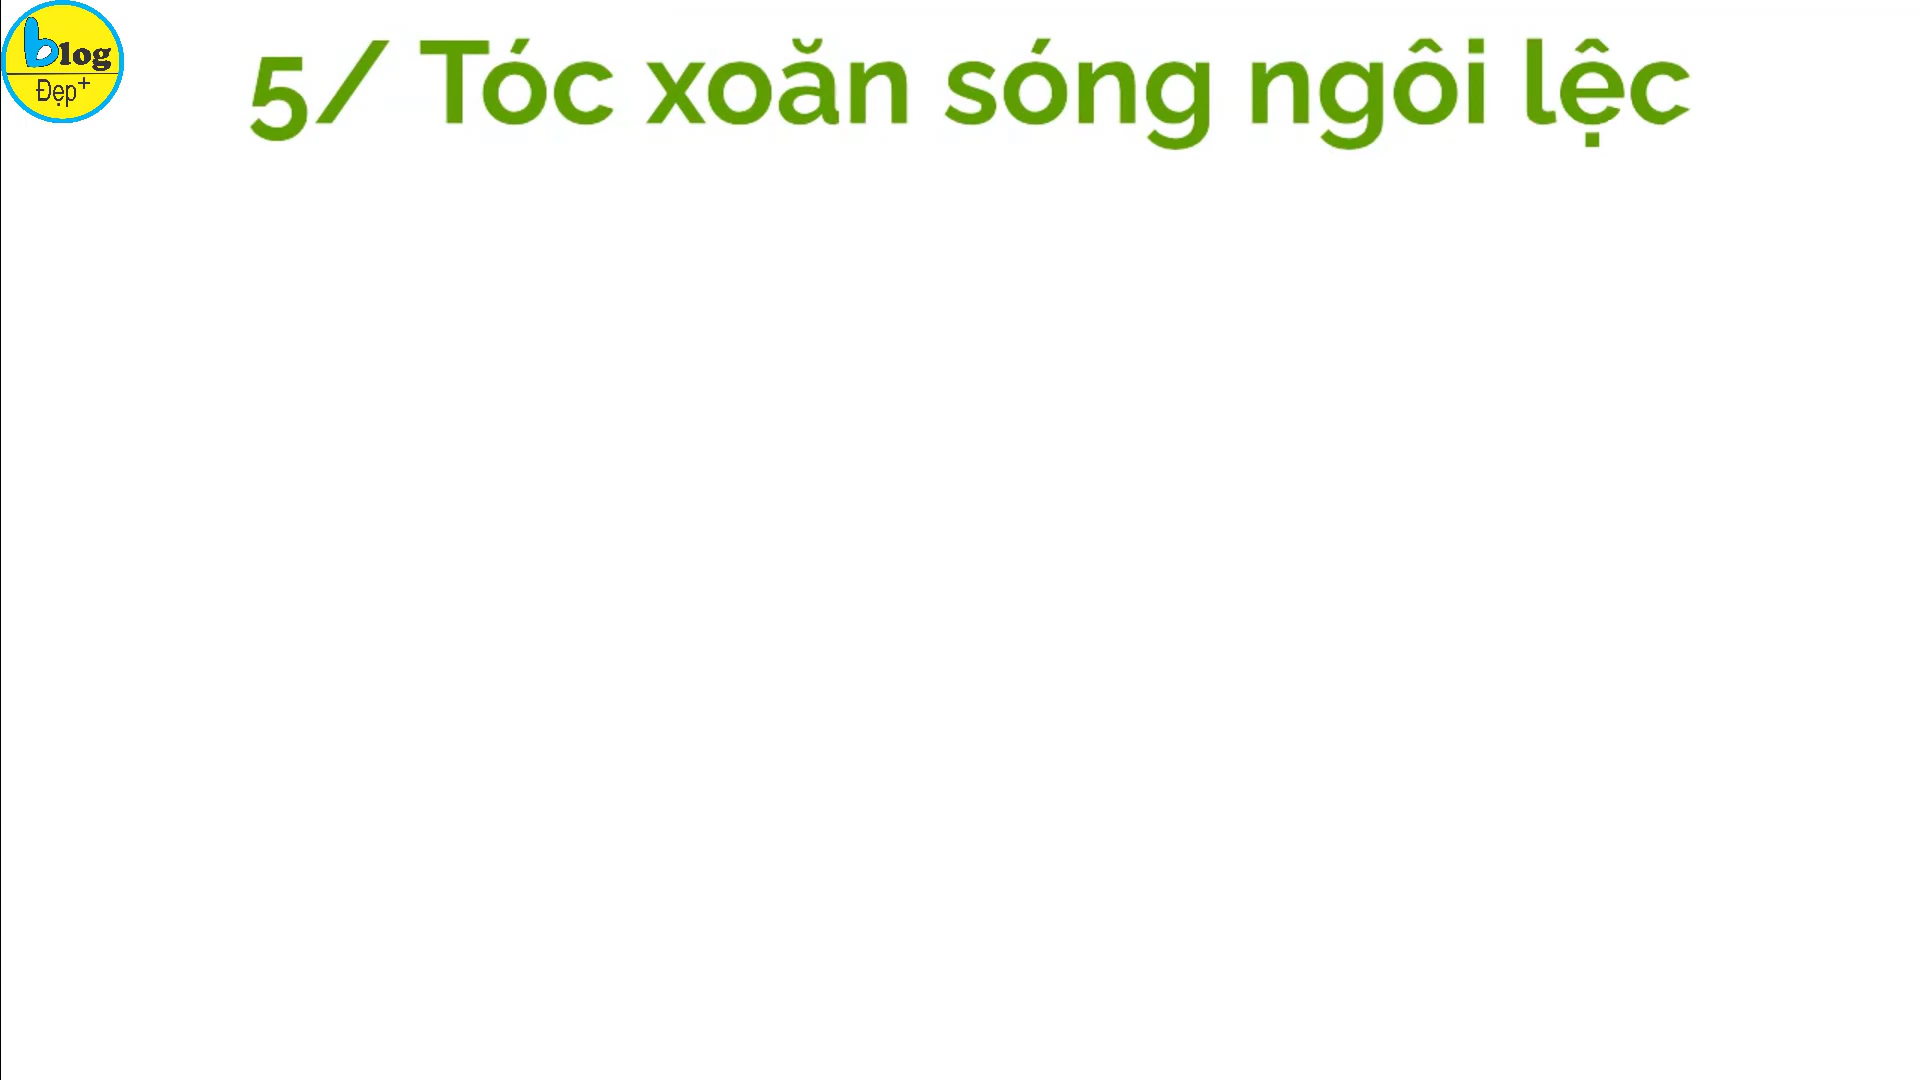 blog
Đẹp+
5/ Tóc xoăn sóng ngôi lệc